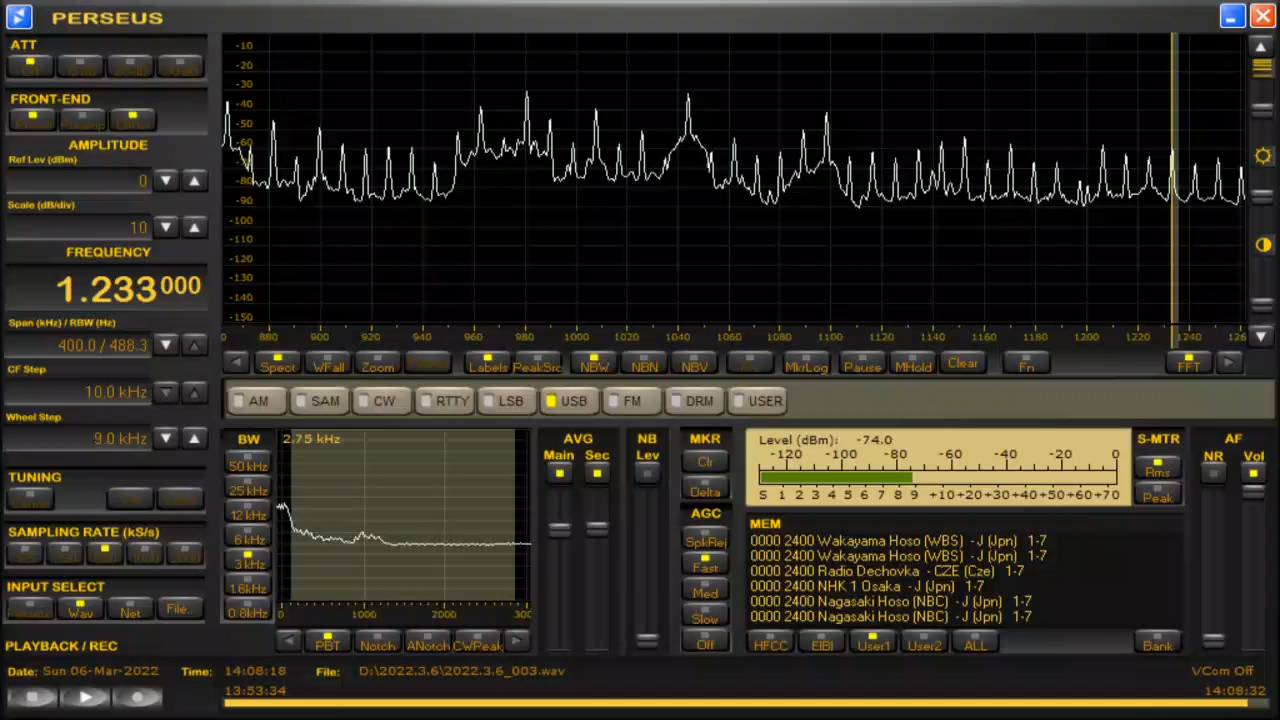 PERSEUS
ATT
FRONT-END
Preamp
AMPLITUDE
Ref Lev (dBm)
0
Scale (dB/div)
10
FREQUENCY
1.233000
Span (kHz) / RBW (Hz)
400.0 / 488.3
CF Step
10.0 kHz
Wheel Step
9.0 kHz
TUNING
SAMPLING RATE (kS/s)
INPUT SELECT
Perseus Wav Net File..
PLAYBACK / REC
-10
-20
-30
-40
-50
-60
-70
-80
-90
-100
-110
-120
-130
-140
-150
0 880 900 920 940 960 980 1000 1020 1040 1060 1080 1100 1120 1140 1160 1180 1200 1220 1240 126
Spect WFall Zoom Labels PeakSrc NBW NBN NBV MkrLog Pause MHold Clear Fn FFT
AM SAM CW RTTY LSB USB FM DRM USER
BW
50 kHz
25 kHz
12 kHz
6 kHz
3 kHz
1.6kHz
0.8kHz
2.75 kHz
0 1000 2000 300
PBT Notch ANotch CWPeak
AVG
Main Sec
NB
Lev
MKR
Clr
Delta
AGC
SpkRej
Fast
Med
Slow
Off
Level (dBm): -74.0
-120 -100 -80 -60 -40 -20 0
S 1 2 3 4 5 6 7 8 9 +10+20+30+40+50+60+70
S-MTR
Rms
Peak
AF
NR Vol
MEM
0000 2400 Wakayama Hoso (WBS) - J (Jpn) 1-7
0000 2400 Wakayama Hoso (WBS) - J (Jpn) 1-7
0000 2400 Radio Dechovka - CZE (Cze) 1-7
0000 2400 NHK 1 Osaka - J (Jpn) 1-7
0000 2400 Nagasaki Hoso (NBC) - J (Jpn) 1-7
0000 2400 Nagasaki Hoso (NBC) - J (Jpn) 1-7
HFCC EIBI User1 User2 ALL Bank
Date: Sun 06-Mar-2022 Time: 14:08:18 File: D:\2022.3.6\2022.3.6_003.wav VCom Off
13:53:34 14:08:32